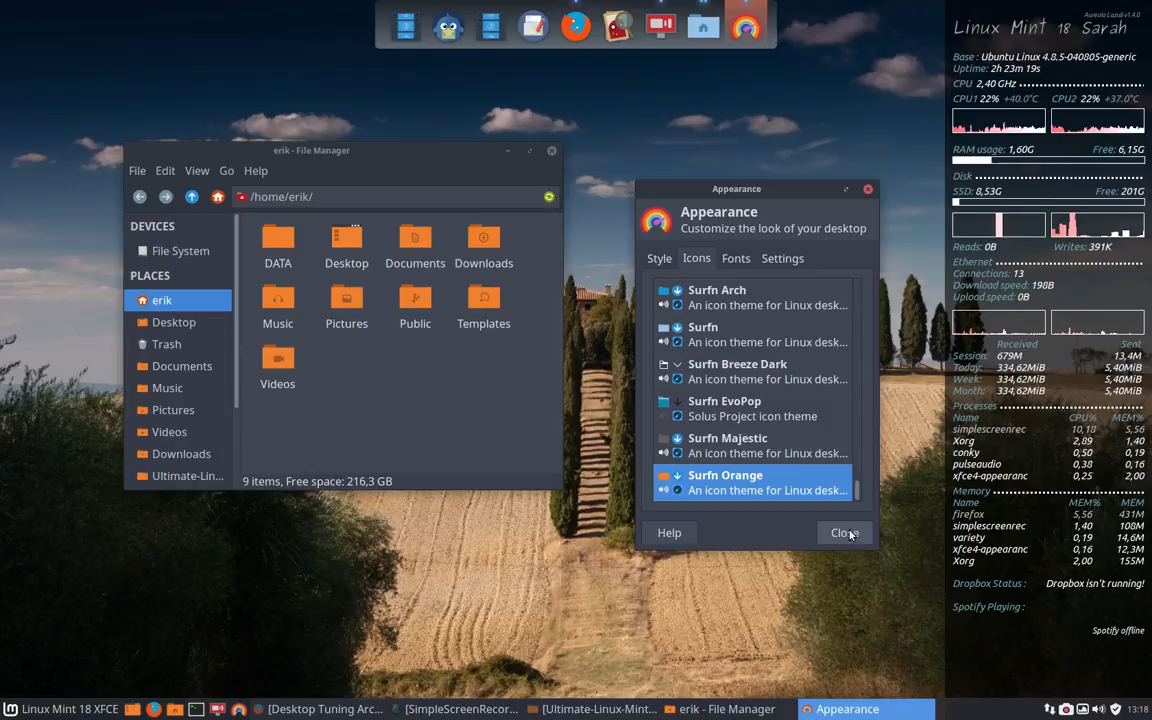 erik - File Manager
File Edit View Go Help
/home/erik/
DEVICES
File System
PLACES
erik
Desktop
Trash
Documents
Music
Pictures
Videos
Downloads
Ultimate-Lin...
DATA Desktop Documents Downloads
Music Pictures Public Templates
Videos
9 items, Free space: 216,3 GB
Appearance
Appearance
Customize the look of your desktop
Style Icons Fonts Settings
Surfn Arch
An icon theme for Linux desk...
Surfn
An icon theme for Linux desk...
Surfn Breeze Dark
An icon theme for Linux desk...
Surfn EvoPop
Solus Project icon theme
Surfn Majestic
An icon theme for Linux desk...
Surfn Orange
An icon theme for Linux desk...
Help Close
Aureola Lazuli v1.4.0
Linux Mint 18 Sarah
Base : Ubuntu Linux 4.8.5-040805-generic
Uptime: 2h 23m 19s
CPU 2,40 GHz
CPU1 22% +40.0°C CPU2 22% +37.0°C
RAM usage: 1,60G Free: 6,15G
Disk
SSD: 8,53G Free: 201G
Reads: 0B Writes: 391K
Ethernet
Connections: 13
Download speed: 198B
Upload speed: 0B
Received Sent
Session: 679M 13,4M
Today: 334,62MiB 5,40MiB
Week: 334,62MiB 5,40MiB
Month: 334,62MiB 5,40MiB
Processes
Name CPU% MEM%
simplescreenrec 10,18 5,56
Xorg 2,89 1,40
conky 0,50 0,19
pulseaudio 0,38 0,16
xfce4-appearanc 0,25 2,00
Memory
Name MEM% MEM
firefox 5,56 431M
simplescreenrec 1,40 108M
variety 0,19 14,6M
xfce4-appearanc 0,16 12,3M
Xorg 2,00 155M
Dropbox Status : Dropbox isn't running!
Spotify Playing :
Spotify offline
Linux Mint 18 XFCE [Desktop Tuning Arc... [SimpleScreenRecor... [Ultimate-Linux-Mint... erik - File Manager Appearance 13:18